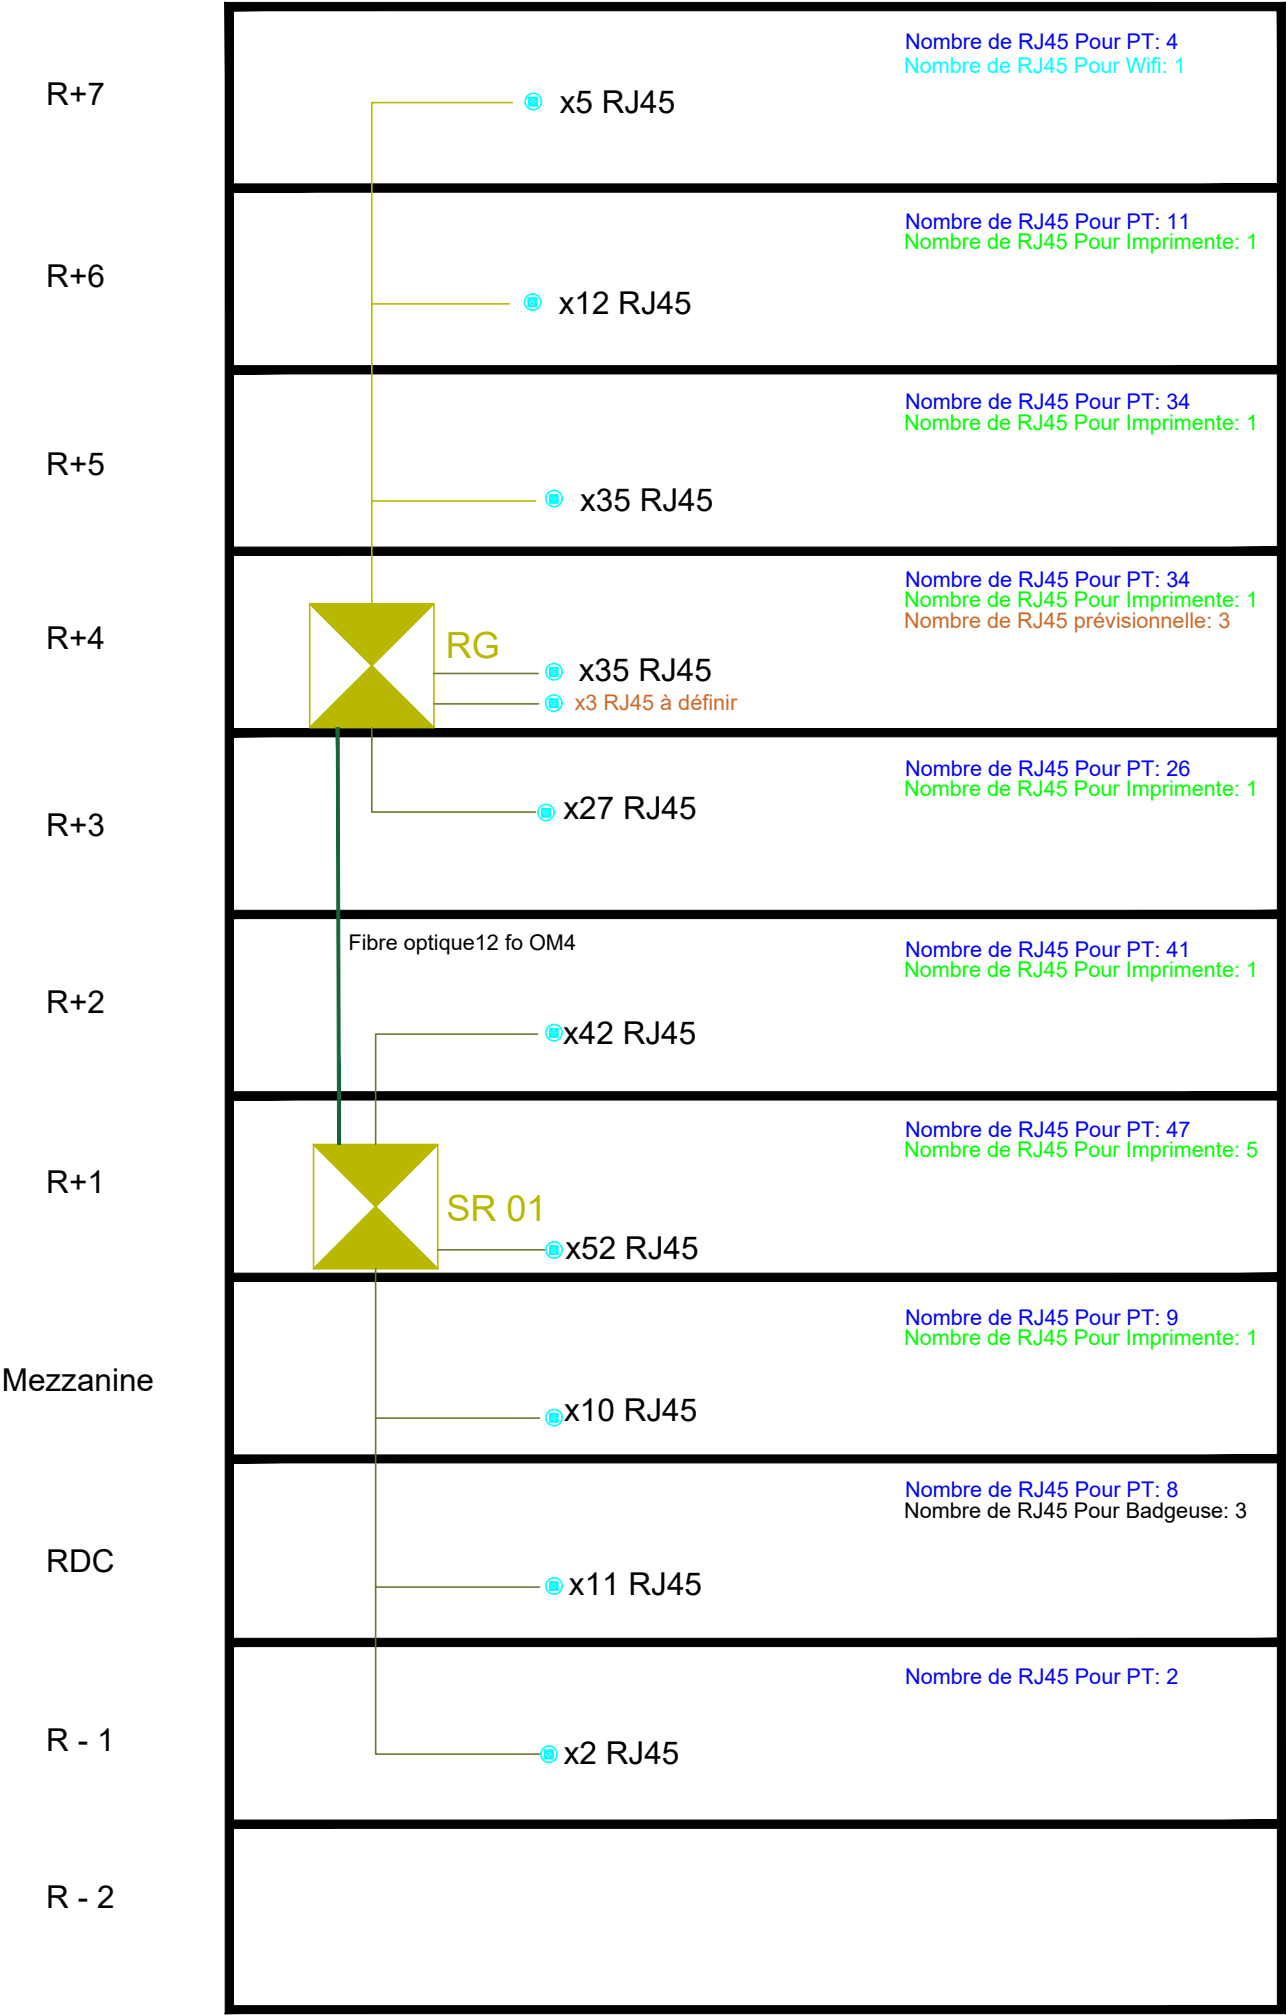 Nombre de RJ45 Pour PT: 4
Nombre de RJ45 Pour Wifi: 1
R+7
x5 RJ45
Nombre de RJ45 Pour PT: 11
Nombre de RJ45 Pour Imprimente: 1
R+6
x12 RJ45
Nombre de RJ45 Pour PT: 34
Nombre de RJ45 Pour Imprimente: 1
R+5
x35 RJ45
Nombre de RJ45 Pour PT: 34
Nombre de RJ45 Pour Imprimente: 1
Nombre de RJ45 prévisionnelle: 3
R+4
RG
x35 RJ45
x3 RJ45 à définir
Nombre de RJ45 Pour PT: 26
Nombre de RJ45 Pour Imprimente: 1
R+3
x27 RJ45
Fibre optique12 fo OM4
Nombre de RJ45 Pour PT: 41
Nombre de RJ45 Pour Imprimente: 1
R+2
x42 RJ45
Nombre de RJ45 Pour PT: 47
Nombre de RJ45 Pour Imprimente: 5
R+1
SR 01
x52 RJ45
Nombre de RJ45 Pour PT: 9
Nombre de RJ45 Pour Imprimente: 1
Mezzanine
x10 RJ45
Nombre de RJ45 Pour PT: 8
Nombre de RJ45 Pour Badgeuse: 3
RDC
x11 RJ45
Nombre de RJ45 Pour PT: 2
R - 1
x2 RJ45
R - 2